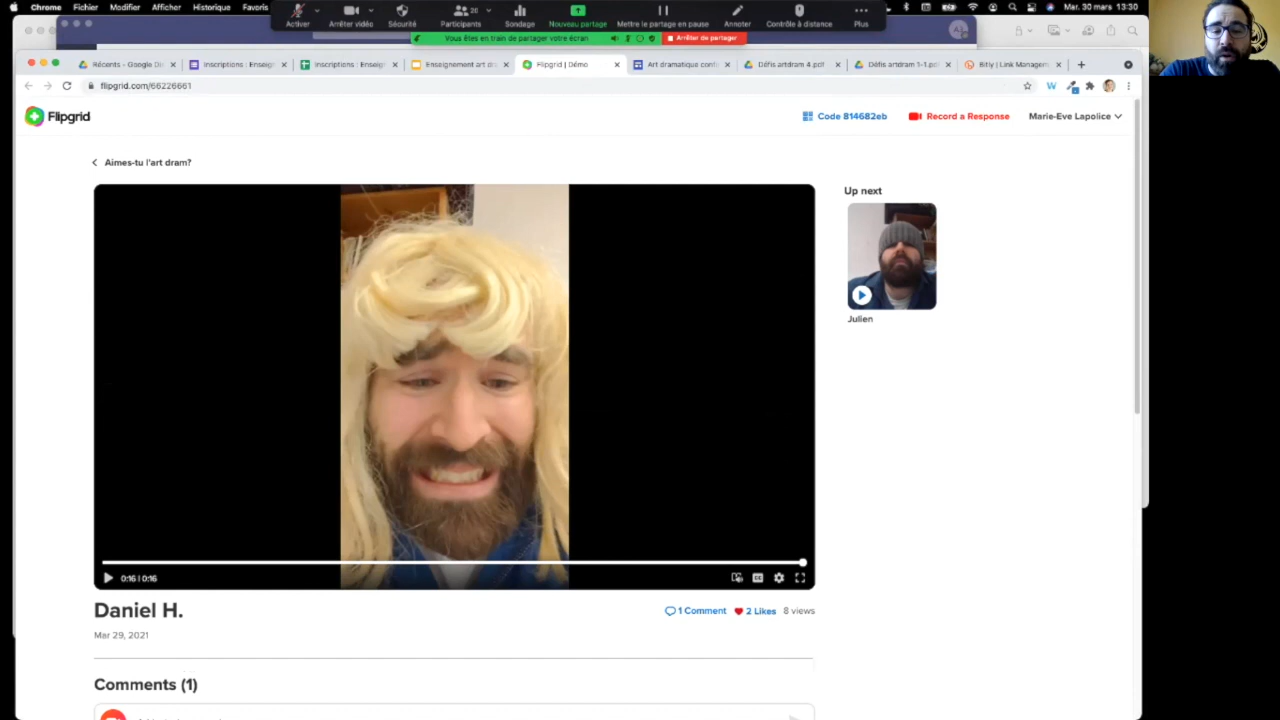 Chrome Fichier Modifier Afficher Historique Favoris
Mar. 30 mars 13:30
Activer Arrêter vidéo Sécurité Participants 26 Sondage Nouveau partage Mettre le partage en pause Annoter Contrôle à distance Plus
Vous êtes en train de partager votre écran Arrêter de partager
Récents - Google Dri
Inscriptions : Enseign
Inscriptions : Enseign
Enseignement art dra
Flipgrid | Démo
Art dramatique conti
Défis artdram 4.pdf
Défis artdram 1-1.pd
Bitly | Link Managem
flipgrid.com/66226661
Flipgrid
Code 814682eb
Record a Response
Marie-Eve Lapolice
Aimes-tu l'art dram?
Up next
Julien
0:16 / 0:16
Daniel H.
1 Comment 2 Likes 8 views
Mar 29, 2021
Comments (1)